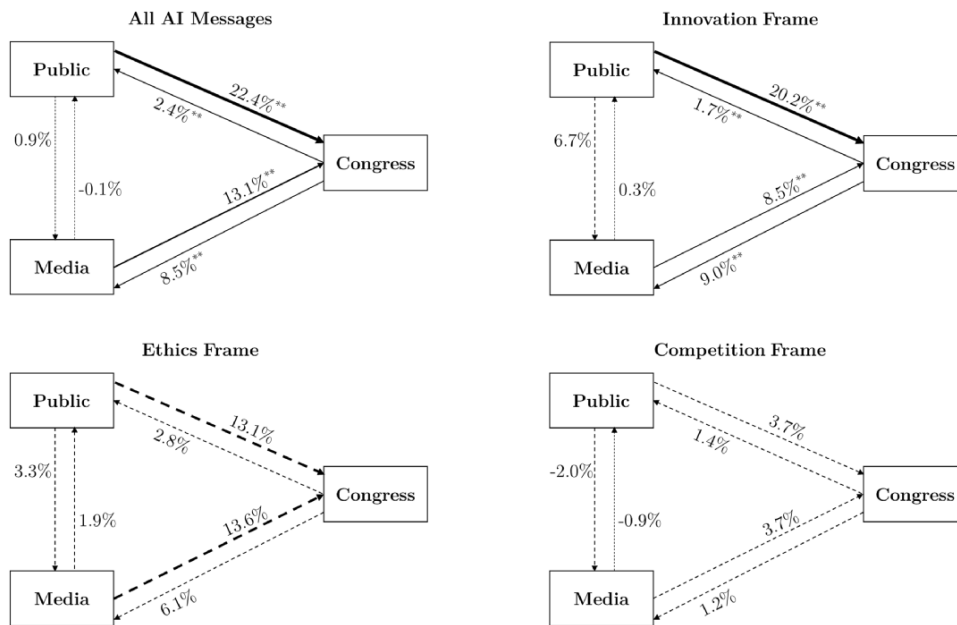 All AI Messages
Public
22.4%**
2.4%**
0.9%
-0.1%
Congress
13.1%**
8.5%**
Media
Innovation Frame
Public
20.2%**
1.7%**
6.7%
0.3%
Congress
8.5%**
9.0%**
Media
Ethics Frame
Public
13.1%
2.8%
3.3%
1.9%
Congress
13.6%
6.1%
Media
Competition Frame
Public
3.7%
1.4%
-2.0%
-0.9%
Congress
3.7%
1.2%
Media